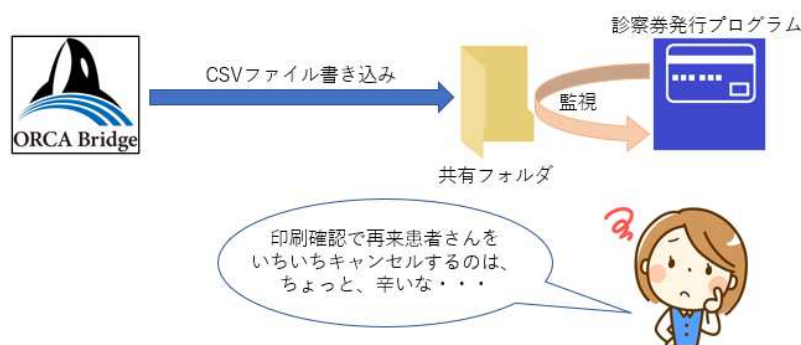 診察券発行プログラム
CSVファイル書き込み
監視
ORCA Bridge
共有フォルダ
印刷確認で再来患者さんを
いちいちキャンセルするのは、
ちょっと、辛いな・・・